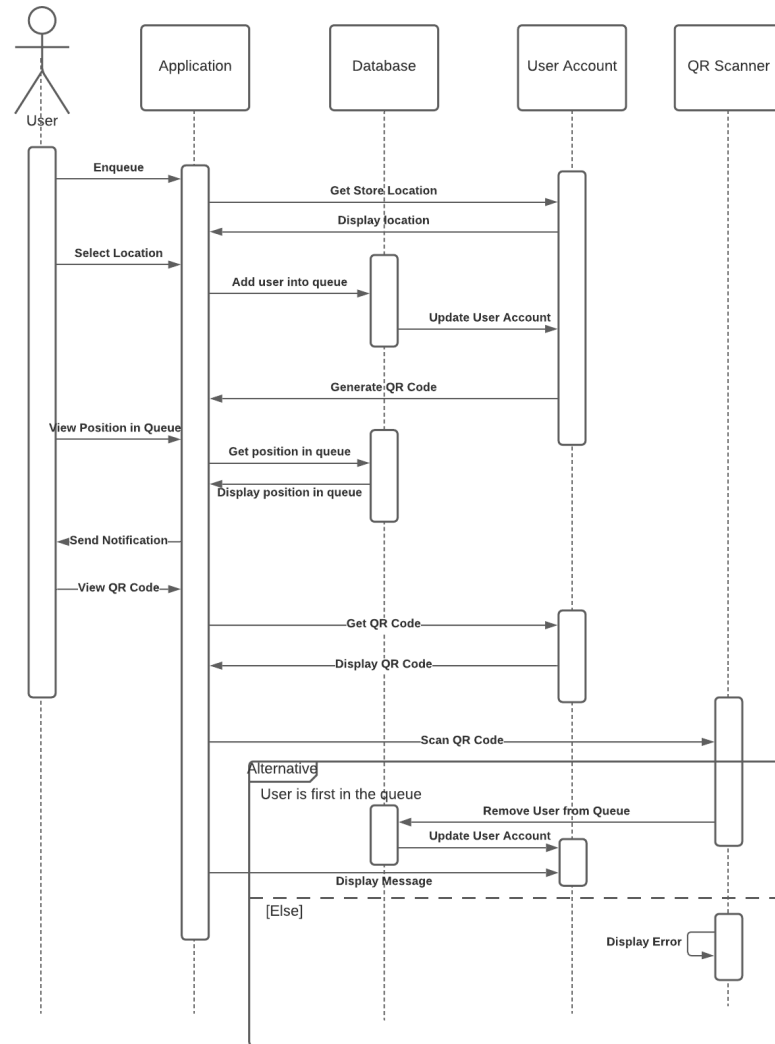 User
Application
Database
User Account
QR Scanner
Enqueue
Get Store Location
Display location
Select Location
Add user into queue
Update User Account
Generate QR Code
View Position in Queue
Get position in queue
Display position in queue
Send Notification
View QR Code
Get QR Code
Display QR Code
Scan QR Code
Alternative
User is first in the queue
Remove User from Queue
Update User Account
Display Message
[Else]
Display Error